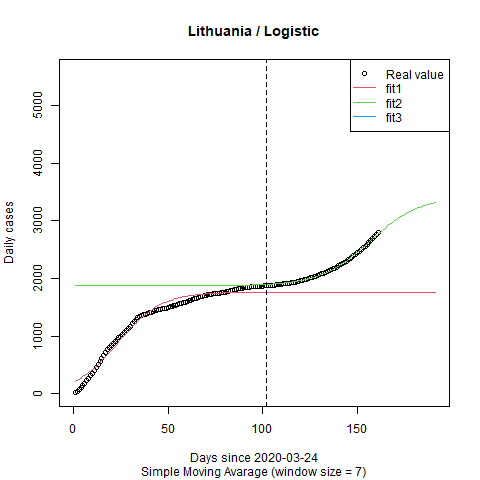 Lithuania / Logistic
Real value
fit1
fit2
fit3
Daily cases
0
1000
2000
3000
4000
5000
0
50
100
150
Days since 2020-03-24
Simple Moving Avarage (window size = 7)